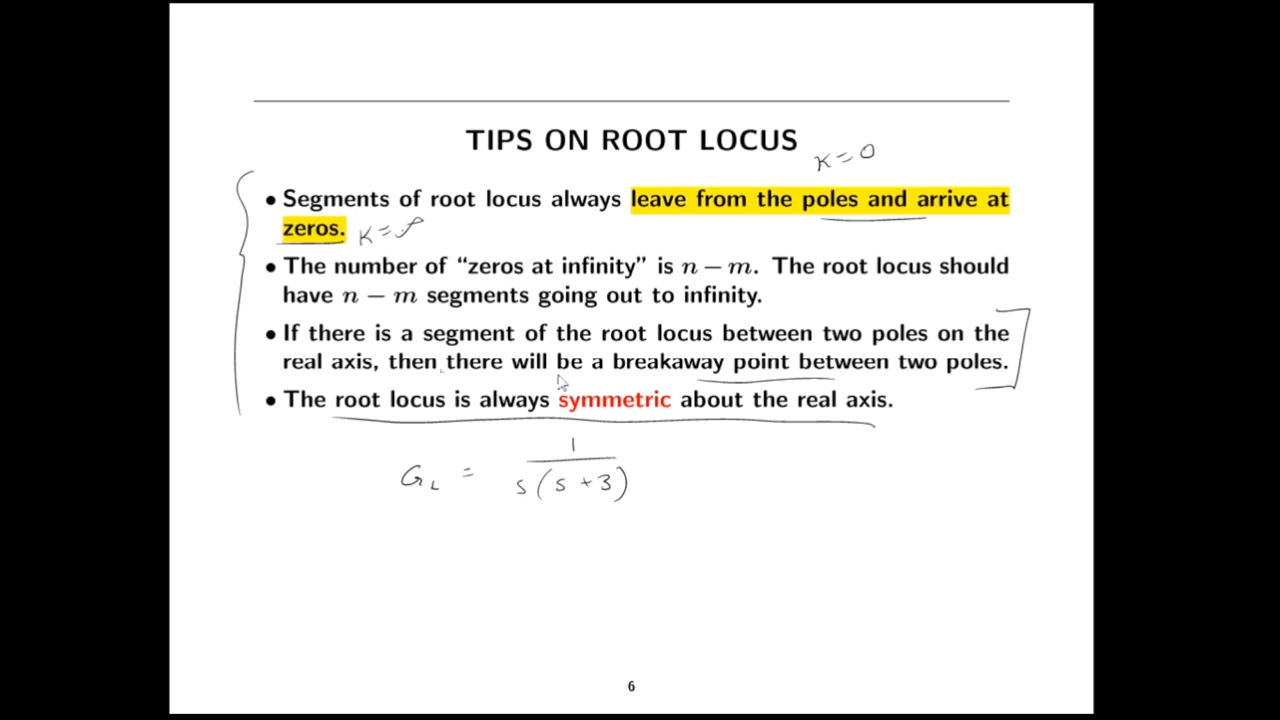 TIPS ON ROOT LOCUS
K=0
• Segments of root locus always leave from the poles and arrive at
zeros. K=∞
• The number of “zeros at infinity” is n − m. The root locus should
have n − m segments going out to infinity.
• If there is a segment of the root locus between two poles on the
real axis, then there will be a breakaway point between two poles.
• The root locus is always symmetric about the real axis.
1
G_L = s(s+3)
6